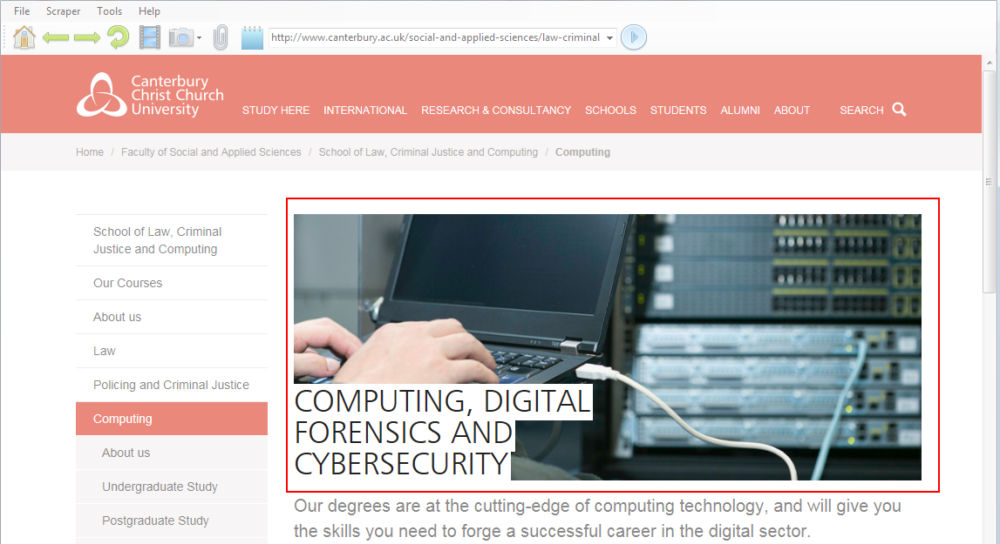 File Scraper Tools Help
http://www.canterbury.ac.uk/social-and-applied-sciences/law-criminal
Canterbury
Christ Church
University
STUDY HERE INTERNATIONAL RESEARCH & CONSULTANCY SCHOOLS STUDENTS ALUMNI ABOUT SEARCH
Home / Faculty of Social and Applied Sciences / School of Law, Criminal Justice and Computing / Computing
School of Law, Criminal
Justice and Computing
Our Courses
About us
Law
Policing and Criminal Justice
Computing
About us
Undergraduate Study
Postgraduate Study
COMPUTING, DIGITAL
FORENSICS AND
CYBERSECURITY
Our degrees are at the cutting-edge of computing technology, and will give you
the skills you need to forge a successful career in the digital sector.